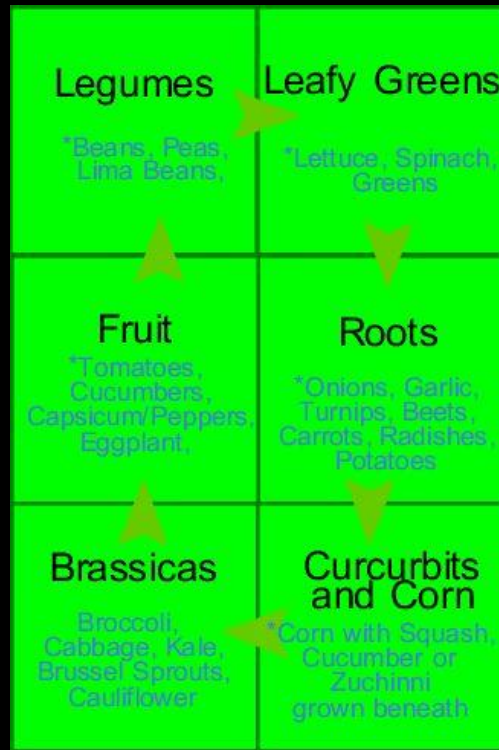 Legumes
*Beans, Peas,
Lima Beans,
Leafy Greens
*Lettuce, Spinach,
Greens
Fruit
*Tomatoes,
Cucumbers,
Capsicum/Peppers,
Eggplant,
Roots
*Onions, Garlic,
Turnips, Beets,
Carrots, Radishes,
Potatoes
Brassicas
Broccoli,
Cabbage, Kale,
Brussel Sprouts,
Cauliflower
Curcurbits
and Corn
*Corn with Squash,
Cucumber or
Zuchinni
grown beneath